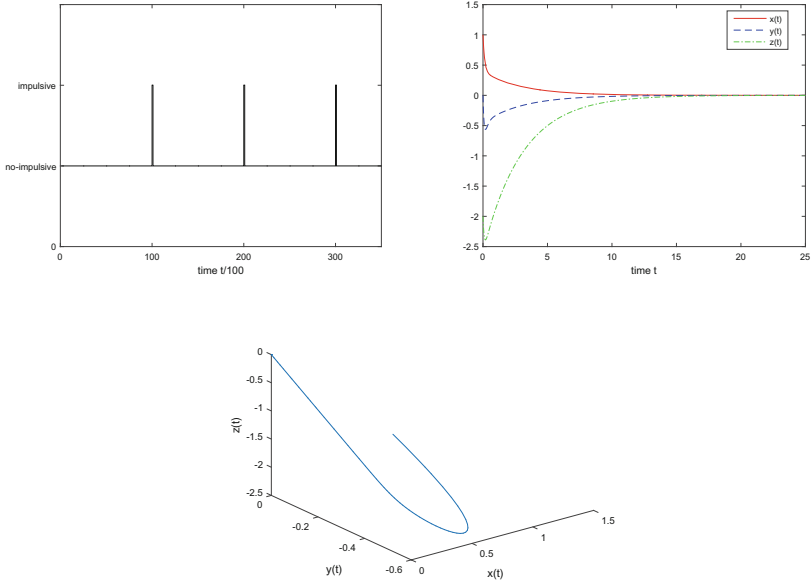 impulsive
no-impulsive
0
0 100 200 300
time t/100
1.5
1
0.5
0
-0.5
-1
-1.5
-2
-2.5
0 5 10 15 20 25
time t
x(t)
y(t)
z(t)
0
-0.5
-1
-1.5
-2
-2.5
z(t)
0
-0.2
-0.4
-0.6
y(t)
0
0.5
1
1.5
x(t)